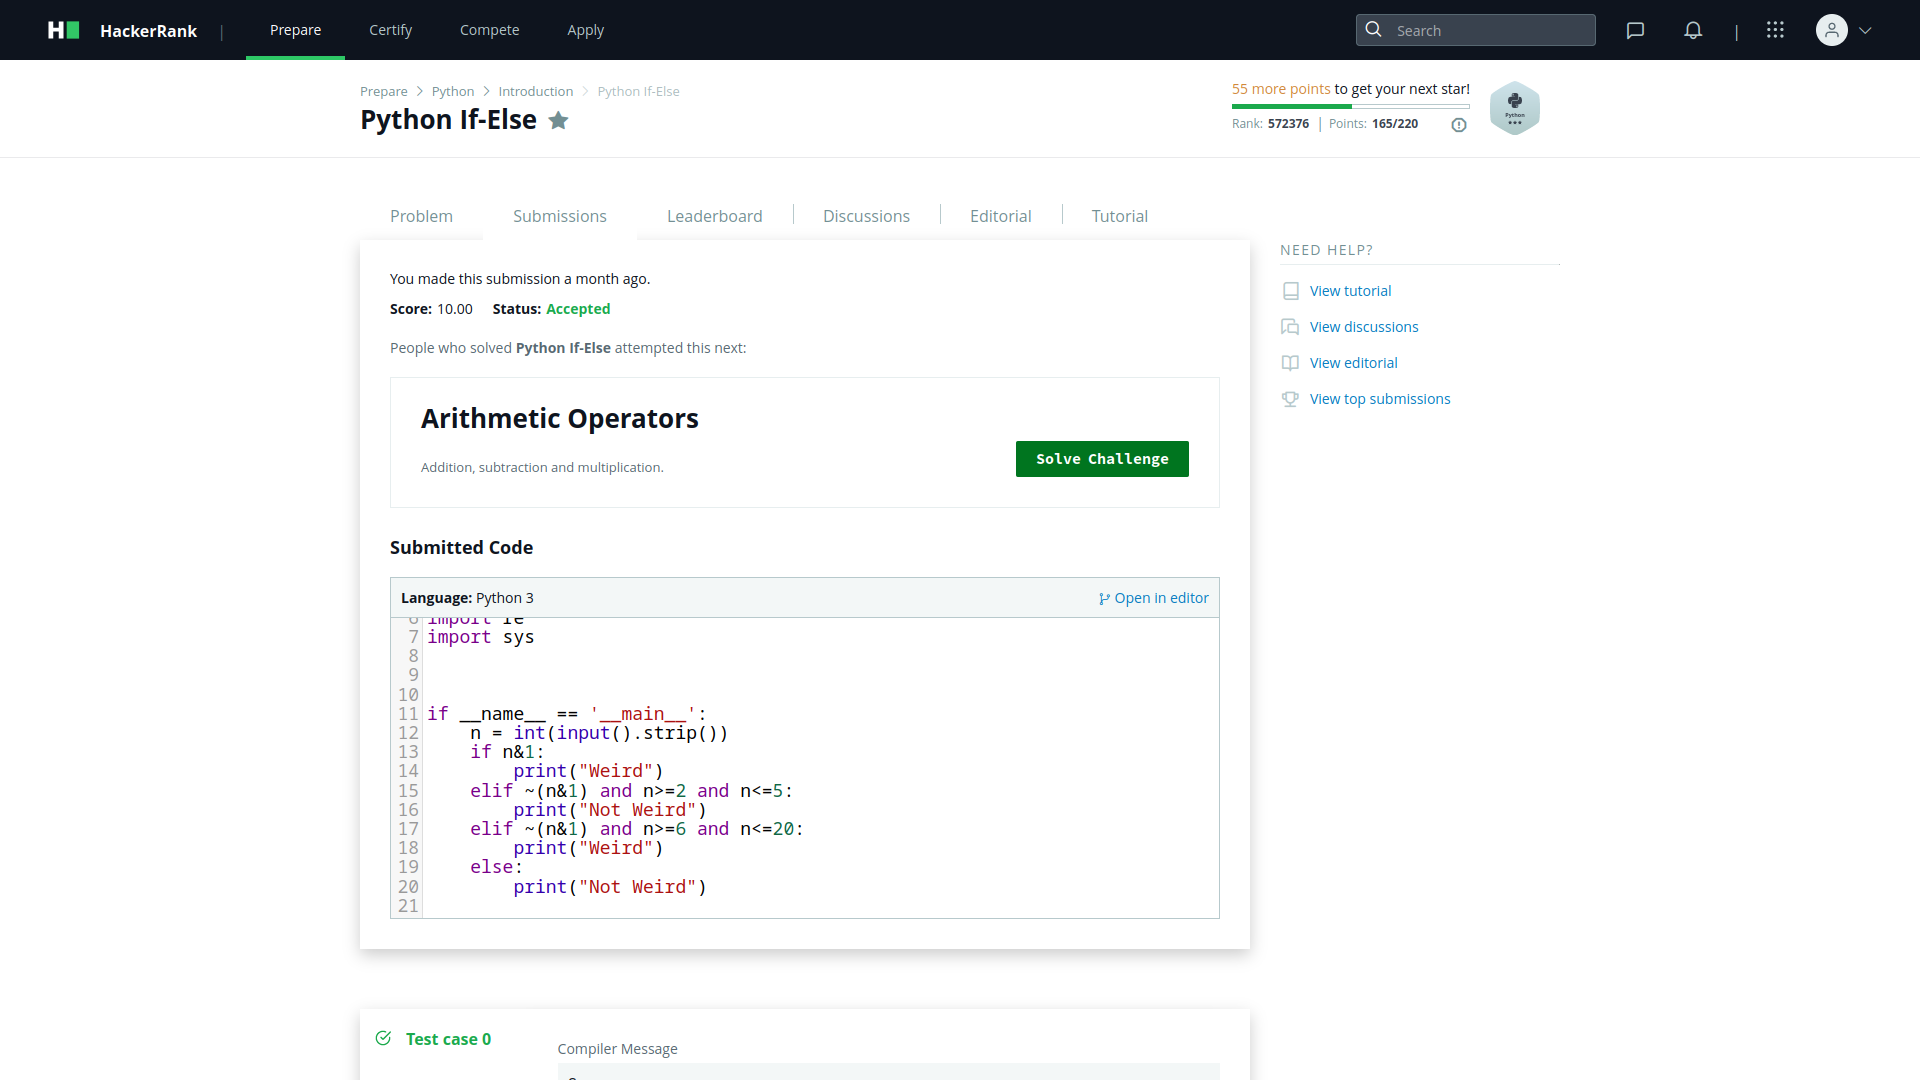 HackerRank
|
Prepare
Certify
Compete
Apply
Search
|
Prepare > Python > Introduction > Python If-Else
Python If-Else
55 more points to get your next star!
Rank: 572376 | Points: 165/220
Python
Problem
Submissions
Leaderboard
Discussions
Editorial
Tutorial
You made this submission a month ago.
Score: 10.00 Status: Accepted
People who solved Python If-Else attempted this next:
Arithmetic Operators
Addition, subtraction and multiplication.
Solve Challenge
Submitted Code
Language: Python 3
Open in editor
6 import re
7 import sys
8
9
10
11 if __name__ == '__main__':
12     n = int(input().strip())
13     if n&1:
14         print("Weird")
15     elif ~(n&1) and n>=2 and n<=5:
16         print("Not Weird")
17     elif ~(n&1) and n>=6 and n<=20:
18         print("Weird")
19     else:
20         print("Not Weird")
21
NEED HELP?
View tutorial
View discussions
View editorial
View top submissions
Test case 0
Compiler Message